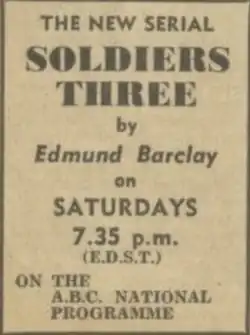 THE NEW SERIAL
SOLDIERS
THREE
by
Edmund Barclay
on
SATURDAYS
7.35 p.m.
(E.D.S.T.)
ON THE
A.B.C. NATIONAL
PROGRAMME